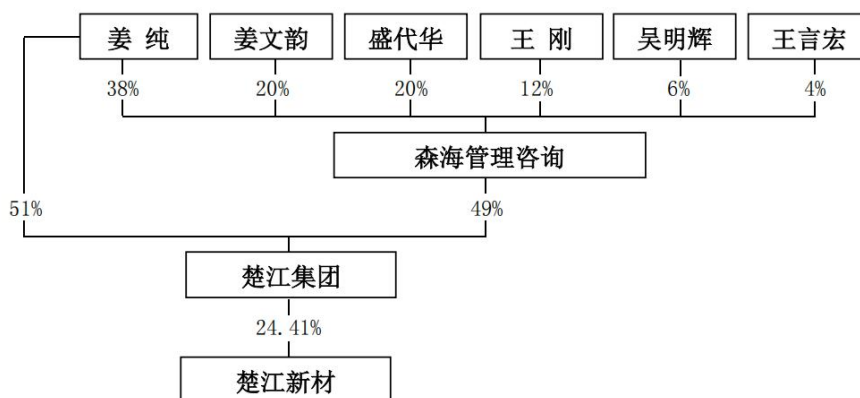 姜 纯 姜文韵 盛代华 王 刚 吴明辉 王言宏
38% 20% 20% 12% 6% 4%
森海管理咨询
51% 49%
楚江集团
24.41%
楚江新材